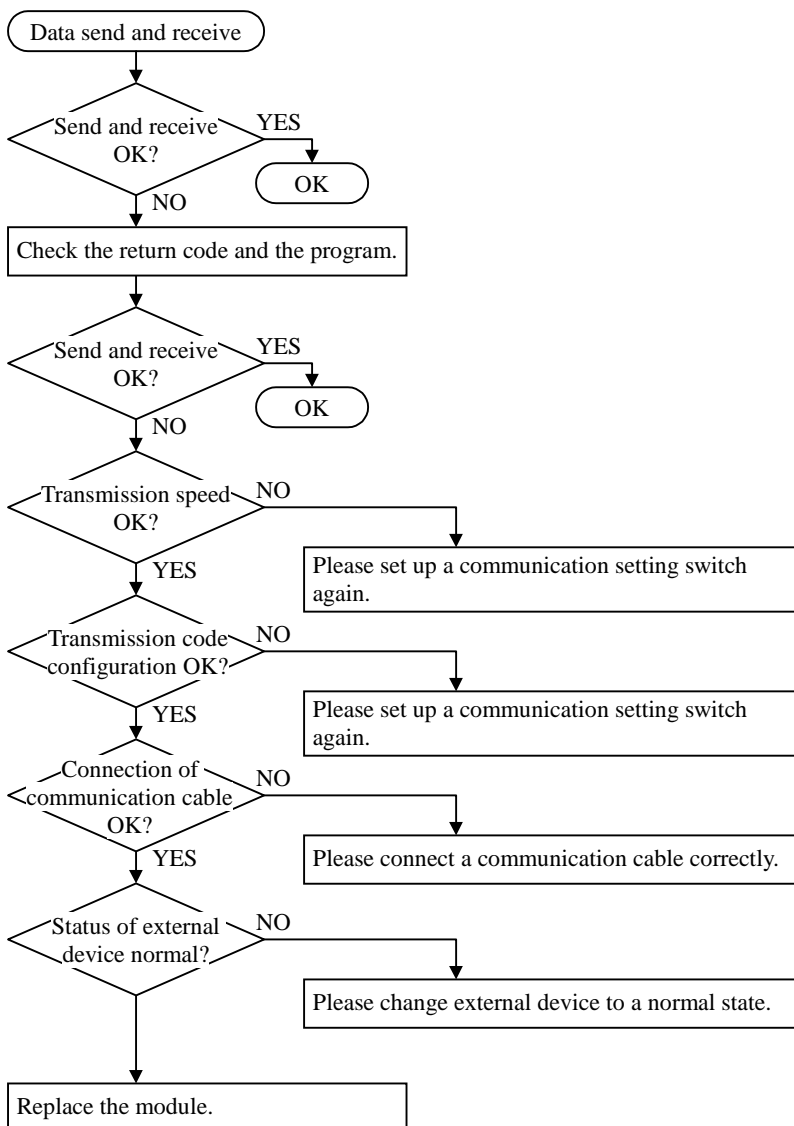 Data send and receive
Send and receive
OK?
YES
OK
NO
Check the return code and the program.
Send and receive
OK?
YES
OK
NO
Transmission speed
OK?
NO
Please set up a communication setting switch
again.
YES
Transmission code
configuration OK?
NO
Please set up a communication setting switch
again.
YES
Connection of
communication cable
OK?
NO
Please connect a communication cable correctly.
YES
Status of external
device normal?
NO
Please change external device to a normal state.
Replace the module.